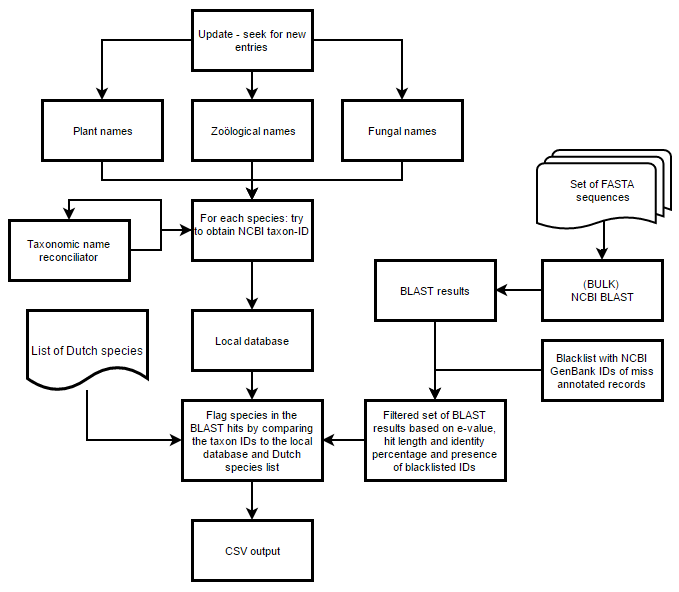 Update - seek for new
entries
Plant names
Zoölogical names
Fungal names
Set of FASTA
sequences
For each species: try
to obtain NCBI taxon-ID
Taxonomic name
reconciliator
BLAST results
(BULK)
NCBI BLAST
List of Dutch species
Local database
Blacklist with NCBI
GenBank IDs of miss
annotated records
Flag species in the
BLAST hits by comparing
the taxon IDs to the local
database and Dutch
species list
Filtered set of BLAST
results based on e-value,
hit length and identity
percentage and presence
of blacklisted IDs
CSV output